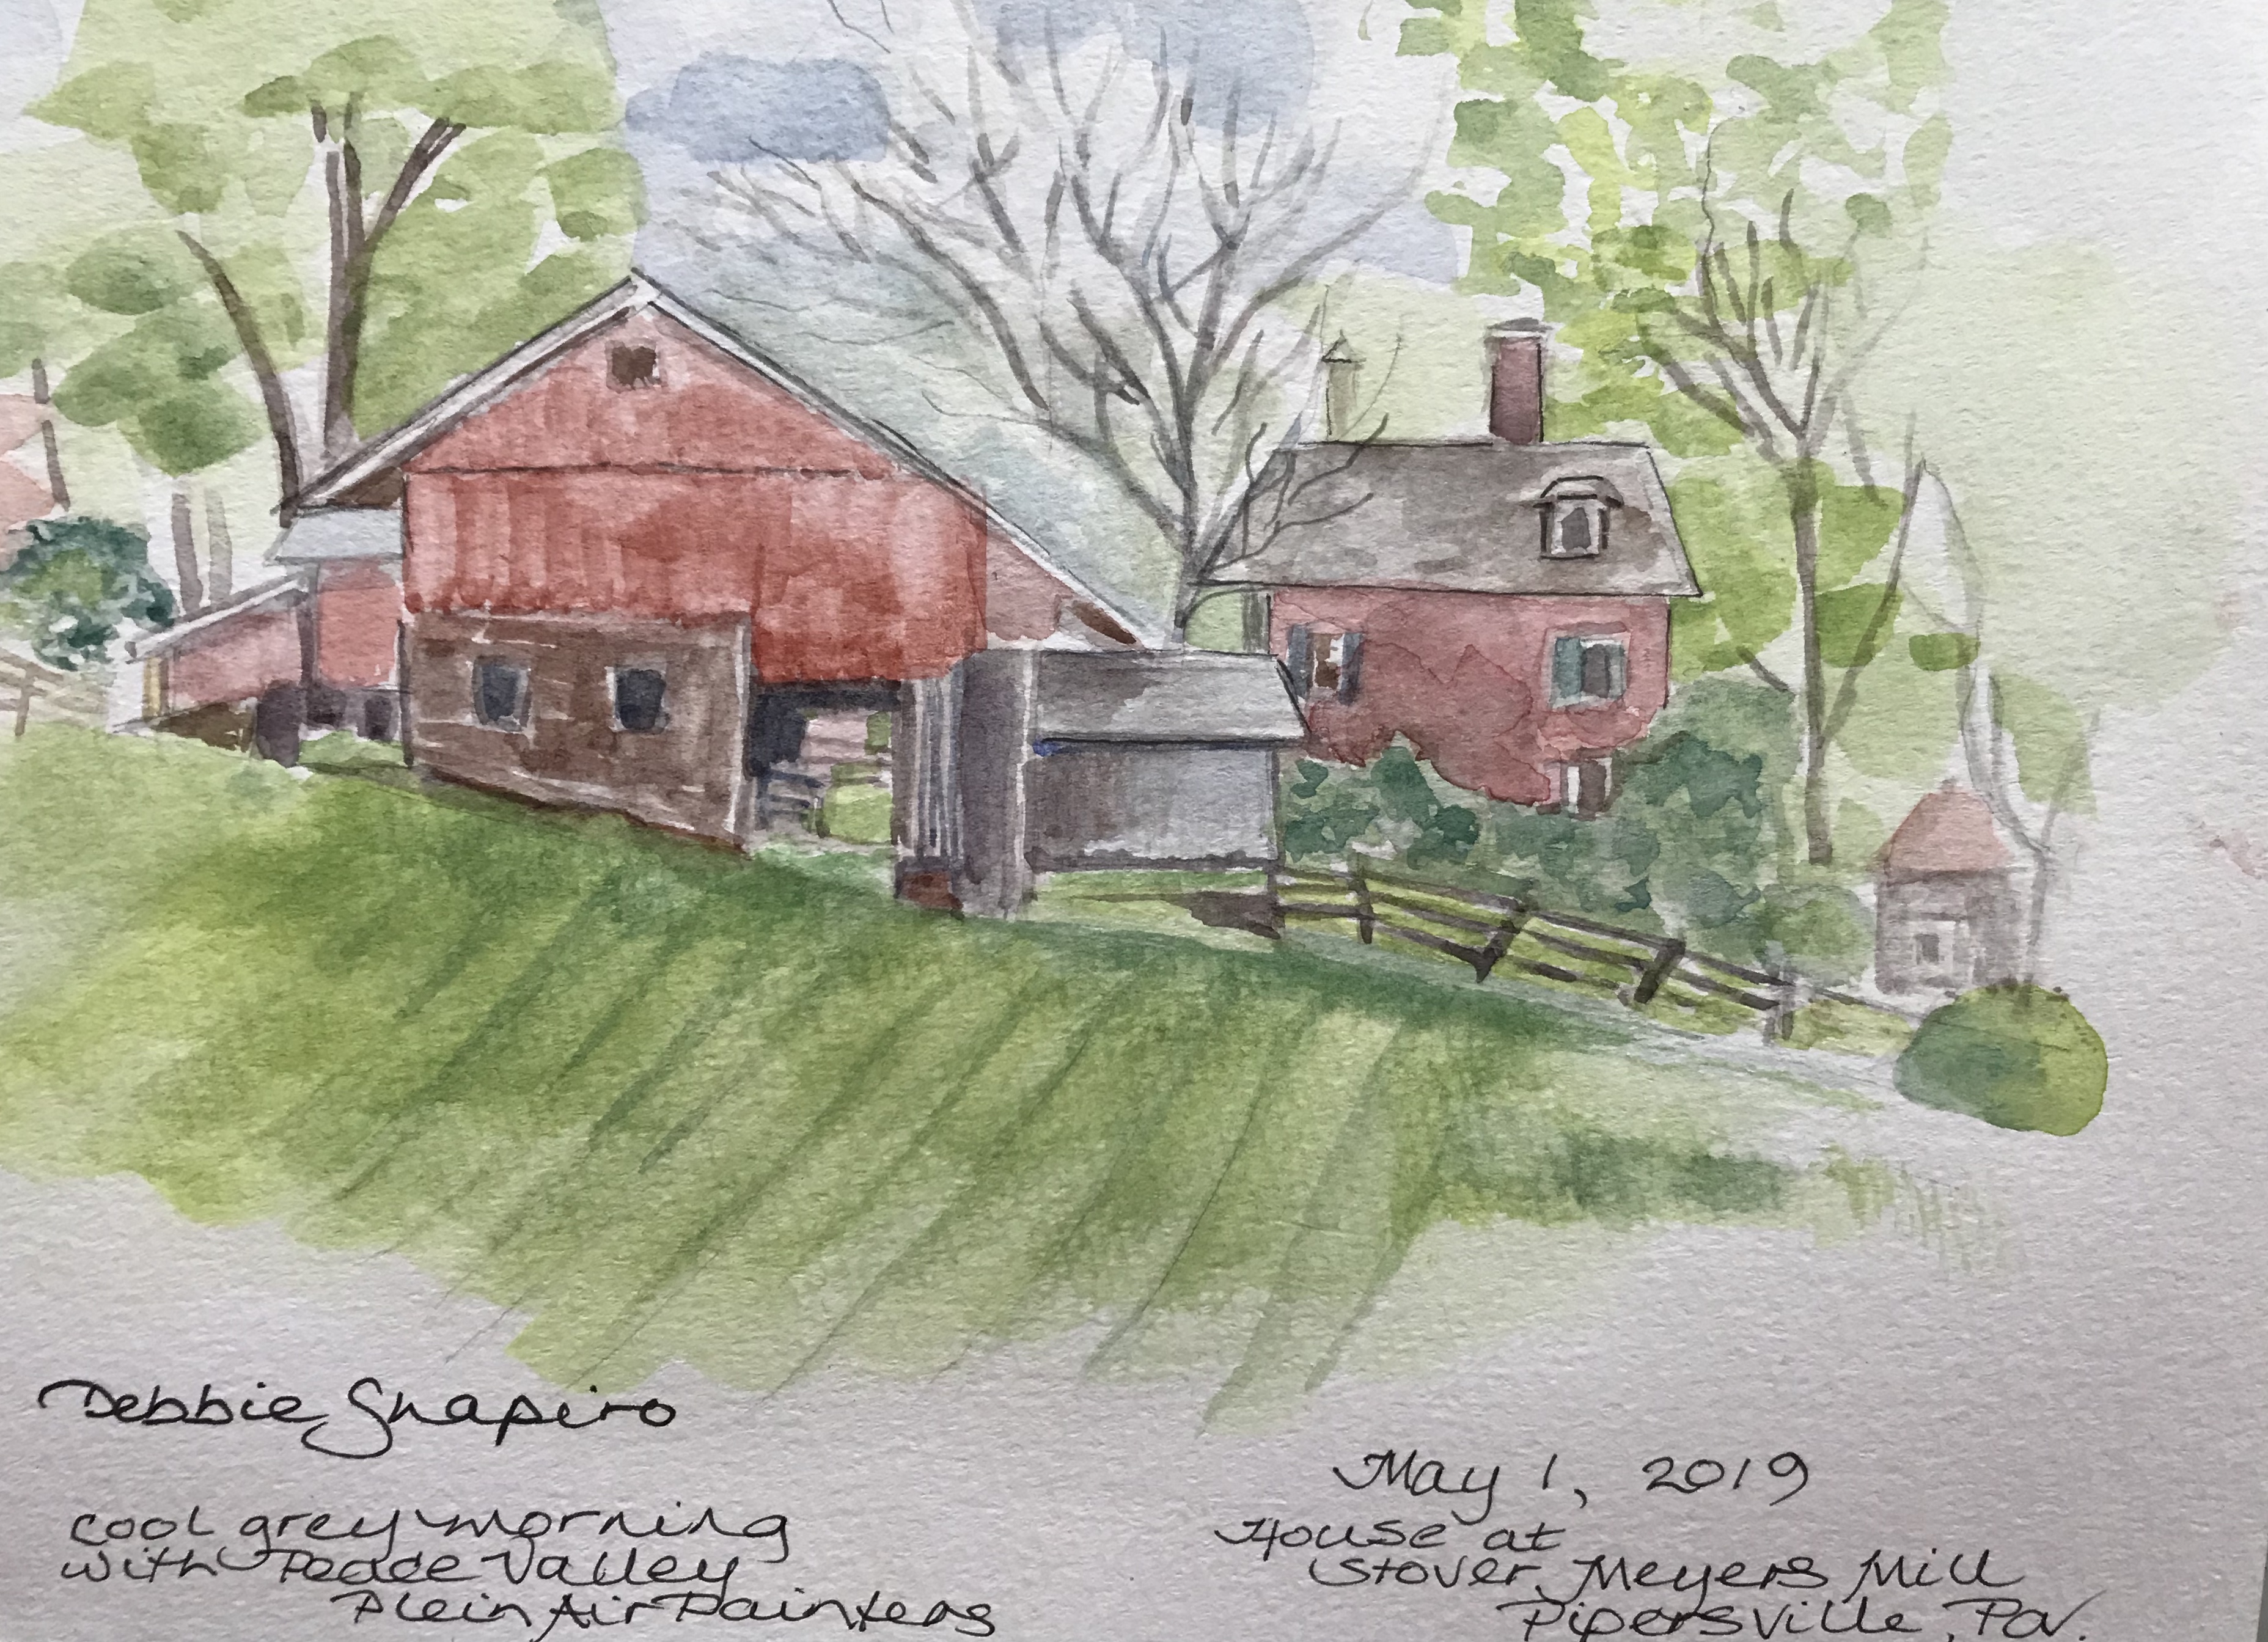 Debbie Shapiro
cool grey morning
with Peace Valley
Plein Air Painters
May 1, 2019
House at
Stover Meyers Mill
Pipersville, Pa.